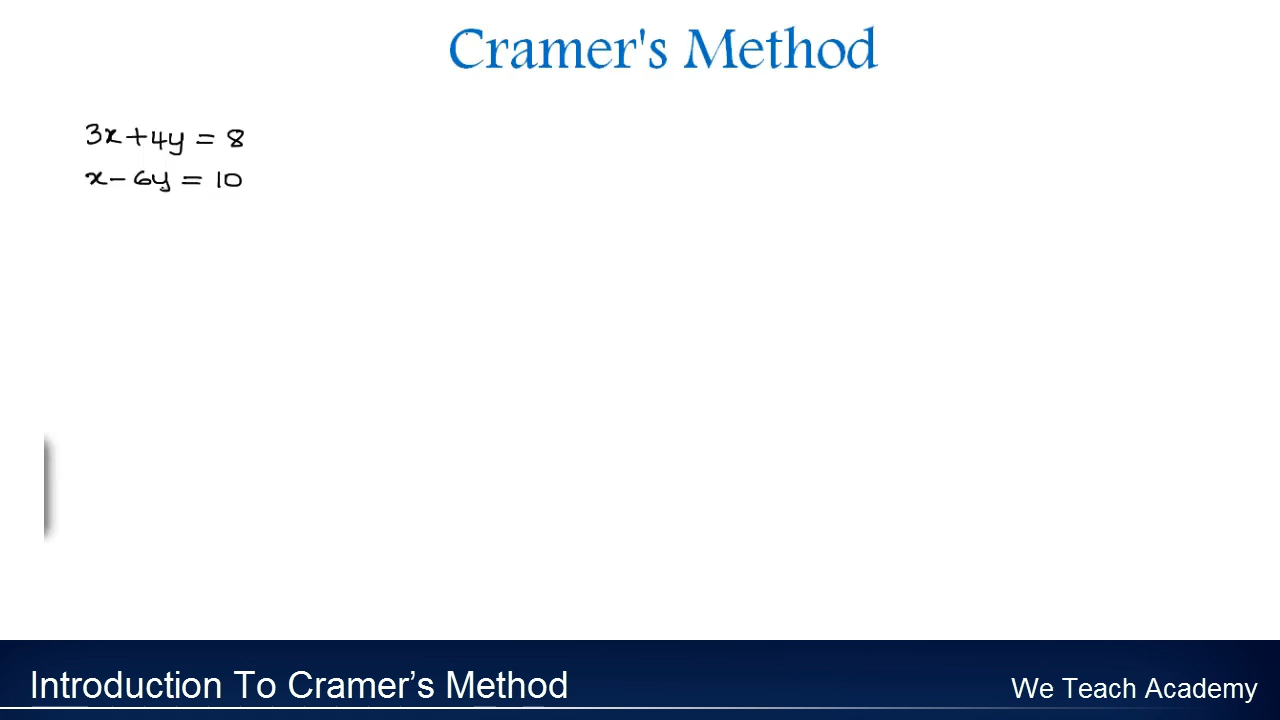 Cramer's Method
3x+4y = 8
x- 6y = 10
Introduction To Cramer’s Method
We Teach Academy